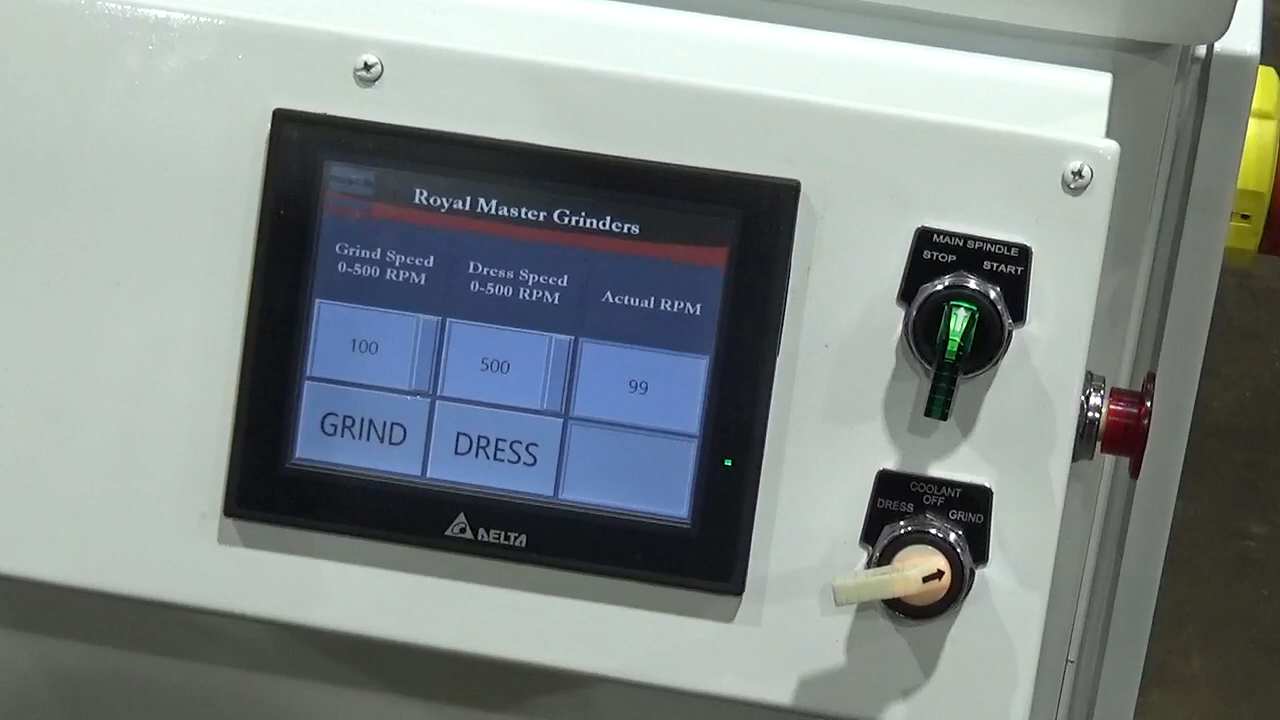 Royal Master Grinders
Grind Speed
0-500 RPM
Dress Speed
0-500 RPM
Actual RPM
100
500
99
GRIND
DRESS
DELTA
MAIN SPINDLE
STOP
START
COOLANT
OFF
DRESS
GRIND